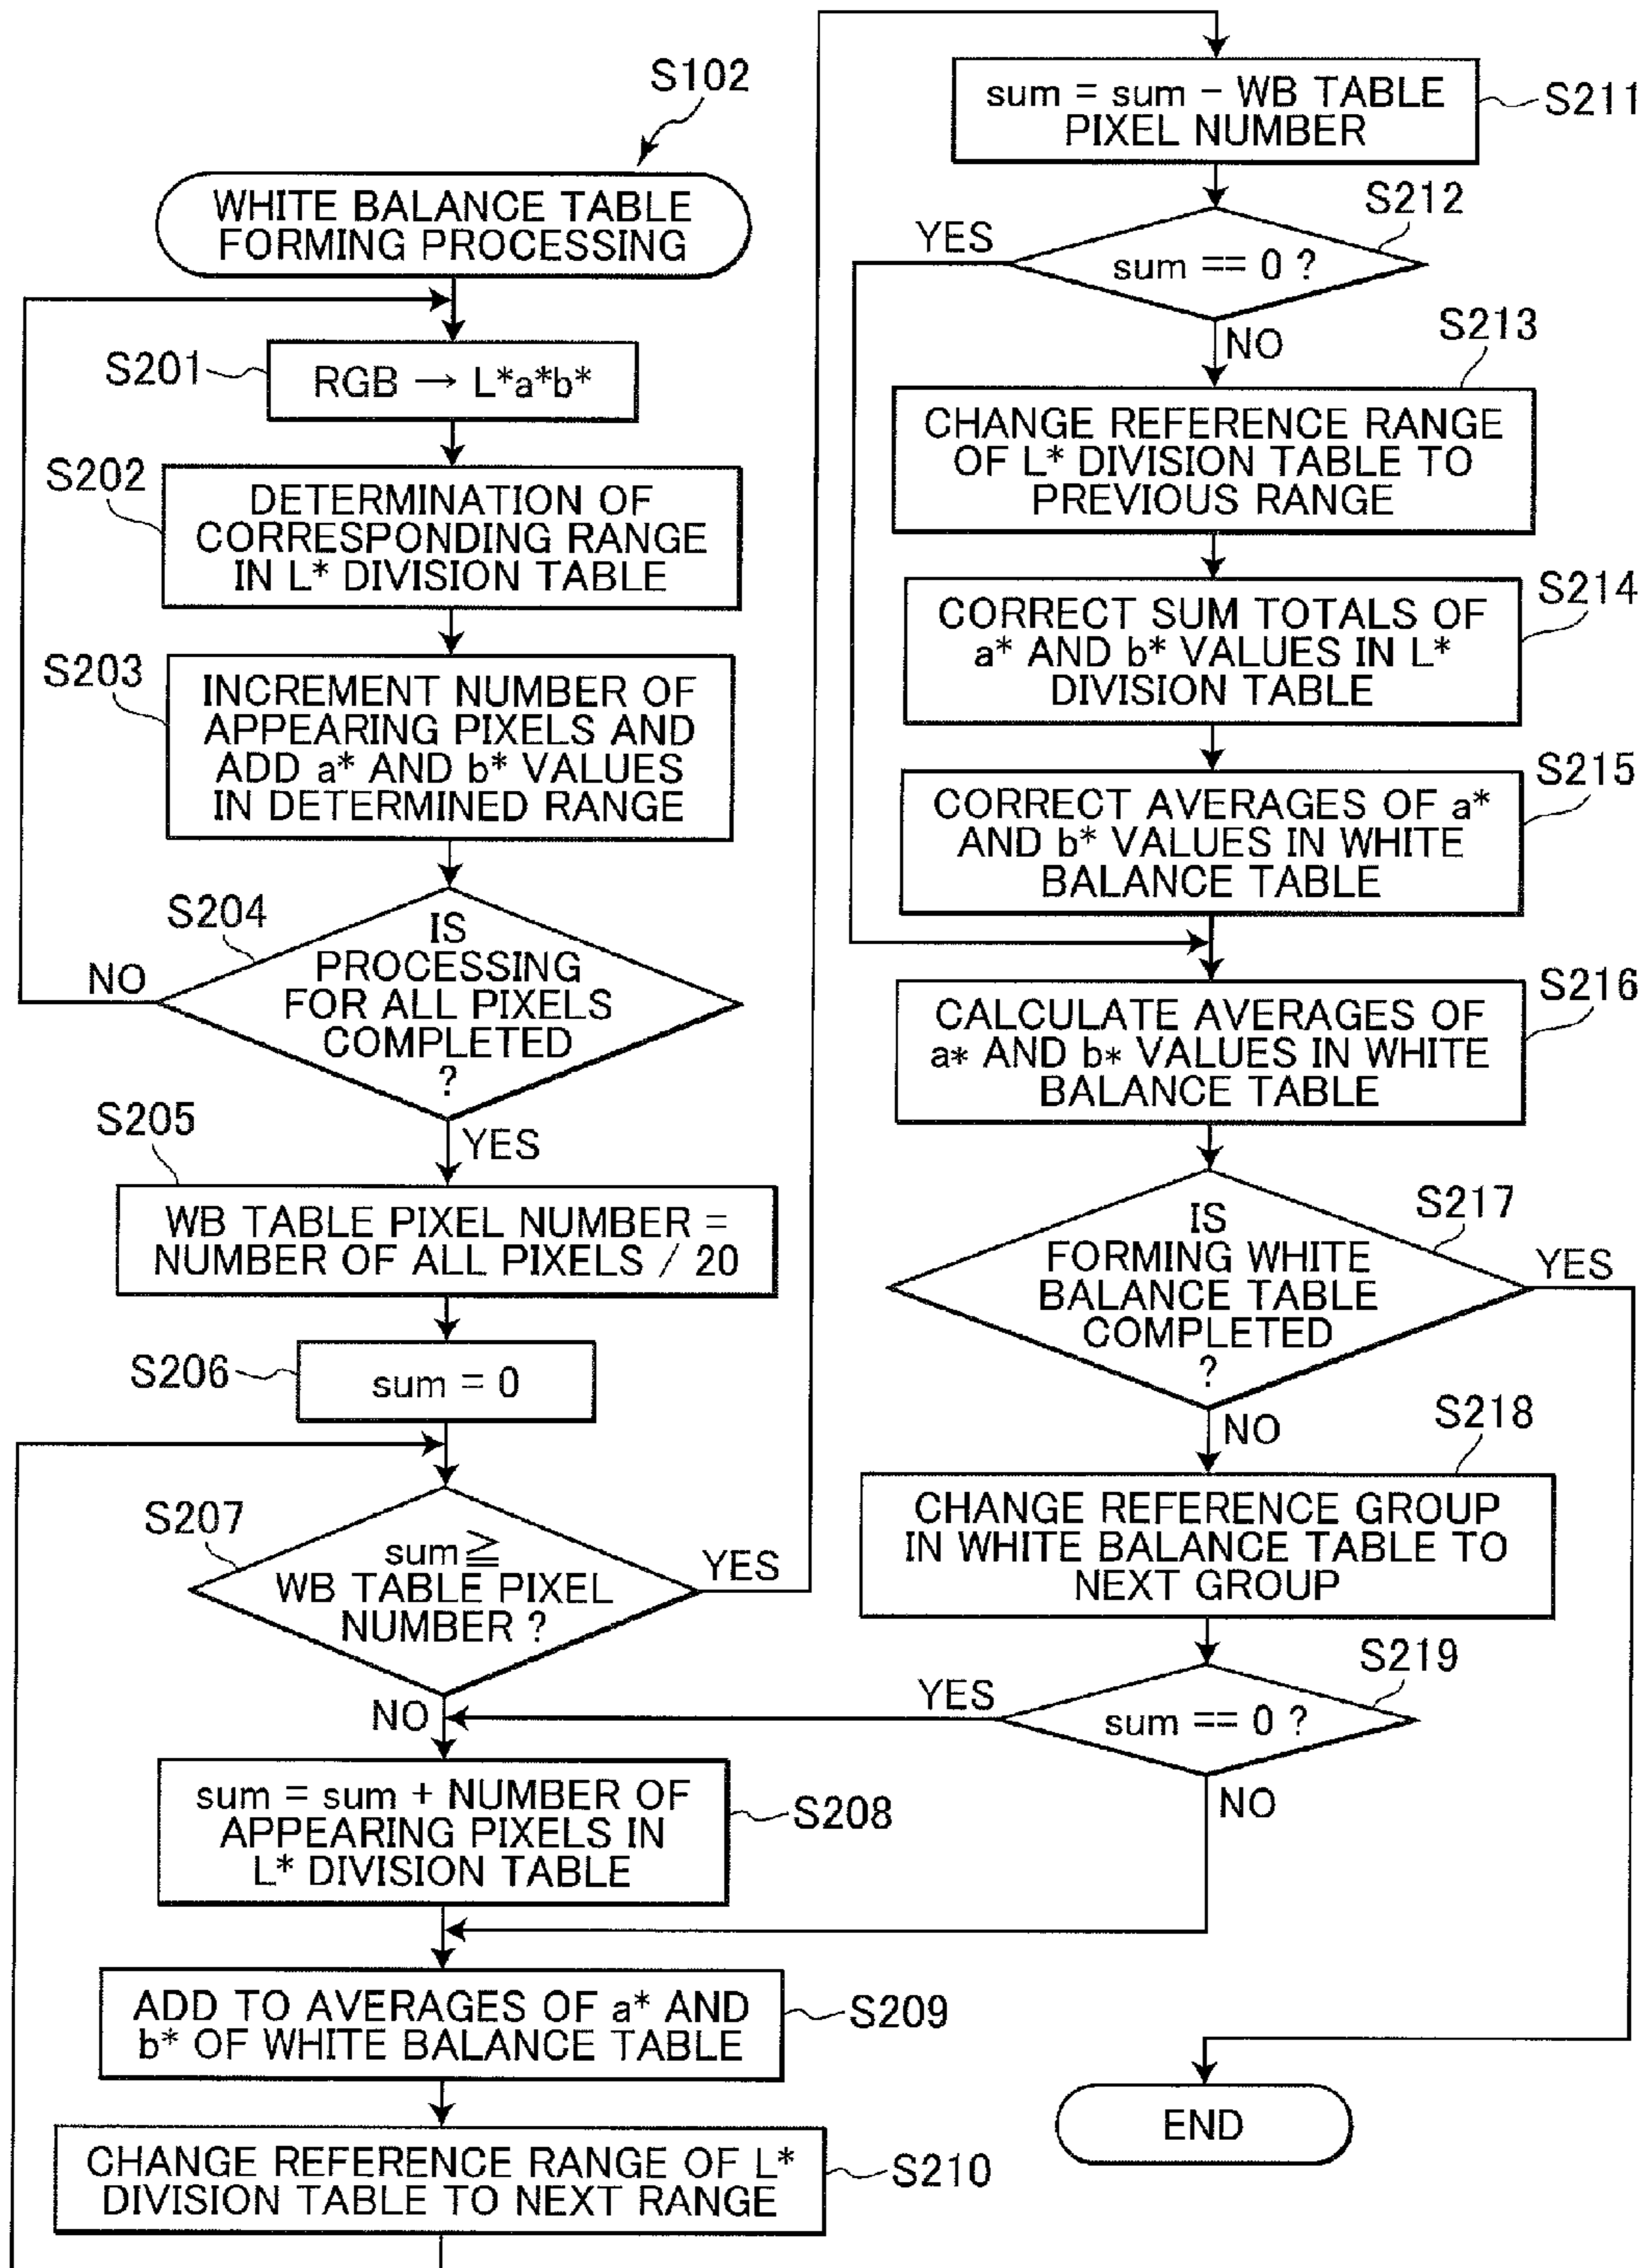 S102
WHITE BALANCE TABLE
FORMING PROCESSING
S201
RGB → L*a*b*
S202
DETERMINATION OF
CORRESPONDING RANGE
IN L* DIVISION TABLE
S203
INCREMENT NUMBER OF
APPEARING PIXELS AND
ADD a* AND b* VALUES
IN DETERMINED RANGE
S204
IS
PROCESSING
FOR ALL PIXELS
COMPLETED
?
NO
YES
S205
WB TABLE PIXEL NUMBER =
NUMBER OF ALL PIXELS / 20
S206
sum = 0
S207
sum ≧
WB TABLE PIXEL
NUMBER ?
YES
NO
sum = sum + NUMBER OF
APPEARING PIXELS IN
L* DIVISION TABLE
S208
ADD TO AVERAGES OF a* AND
b* OF WHITE BALANCE TABLE
S209
CHANGE REFERENCE RANGE OF L*
DIVISION TABLE TO NEXT RANGE
S210
sum = sum − WB TABLE
PIXEL NUMBER
S211
S212
YES
sum == 0 ?
NO
S213
CHANGE REFERENCE RANGE
OF L* DIVISION TABLE TO
PREVIOUS RANGE
S214
CORRECT SUM TOTALS OF
a* AND b* VALUES IN L*
DIVISION TABLE
S215
CORRECT AVERAGES OF a*
AND b* VALUES IN WHITE
BALANCE TABLE
S216
CALCULATE AVERAGES OF
a* AND b* VALUES IN WHITE
BALANCE TABLE
S217
IS
FORMING WHITE
BALANCE TABLE
COMPLETED
?
YES
NO
S218
CHANGE REFERENCE GROUP
IN WHITE BALANCE TABLE TO
NEXT GROUP
S219
YES
sum == 0 ?
NO
END